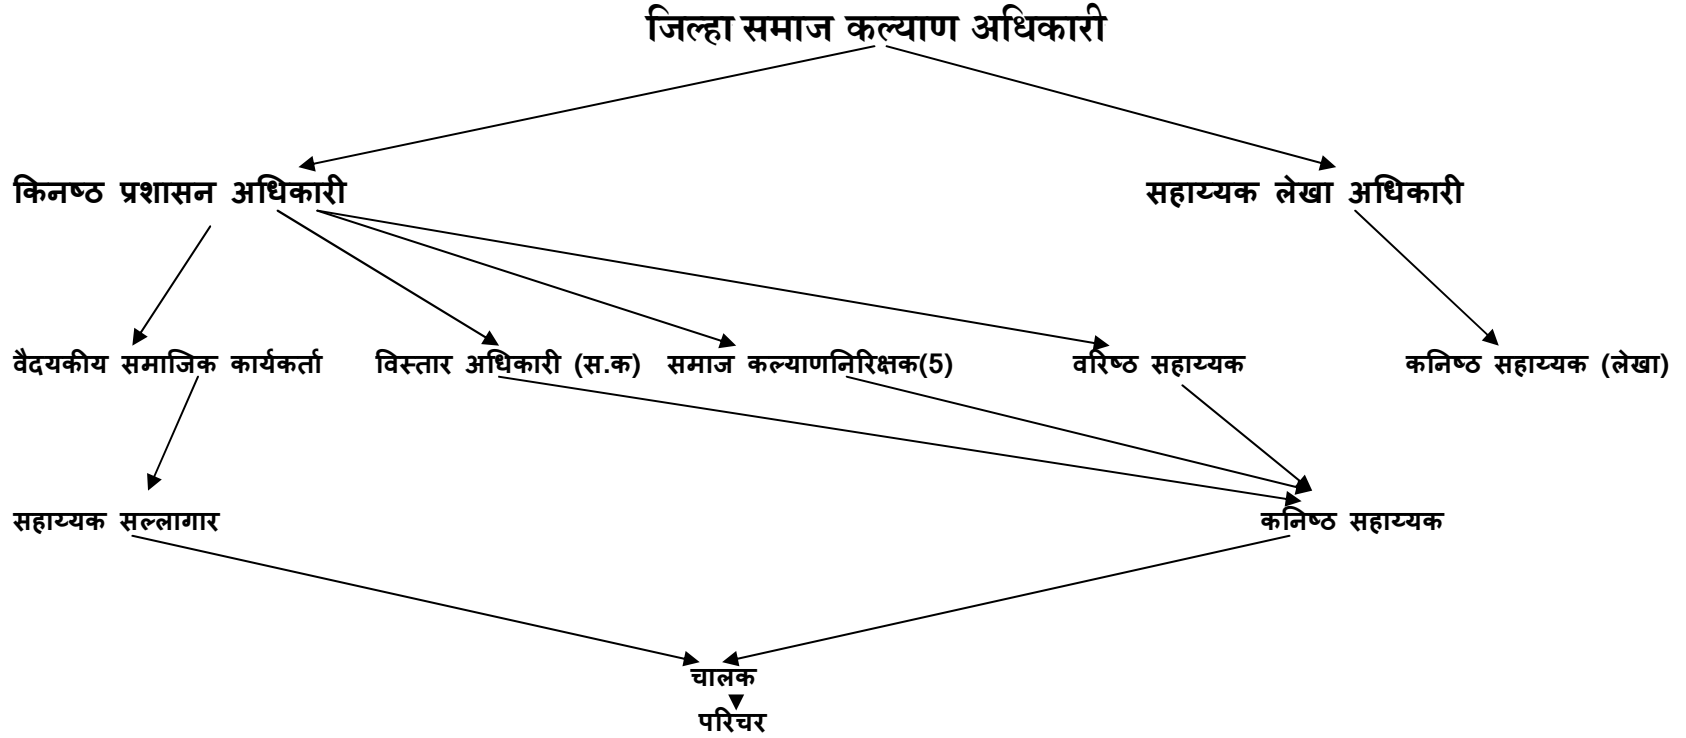 जिल्हा समाज कल्याण अधिकारी
किनष्ठ प्रशासन अधिकारी सहाय्यक लेखा अधिकारी
वैदयकीय समाजिक कार्यकर्ता विस्तार अधिकारी (स.क) समाज कल्याणनिरिक्षक(5) वरिष्ठ सहाय्यक कनिष्ठ सहाय्यक (लेखा)
सहाय्यक सल्लागार कनिष्ठ सहाय्यक
चालक
परिचर